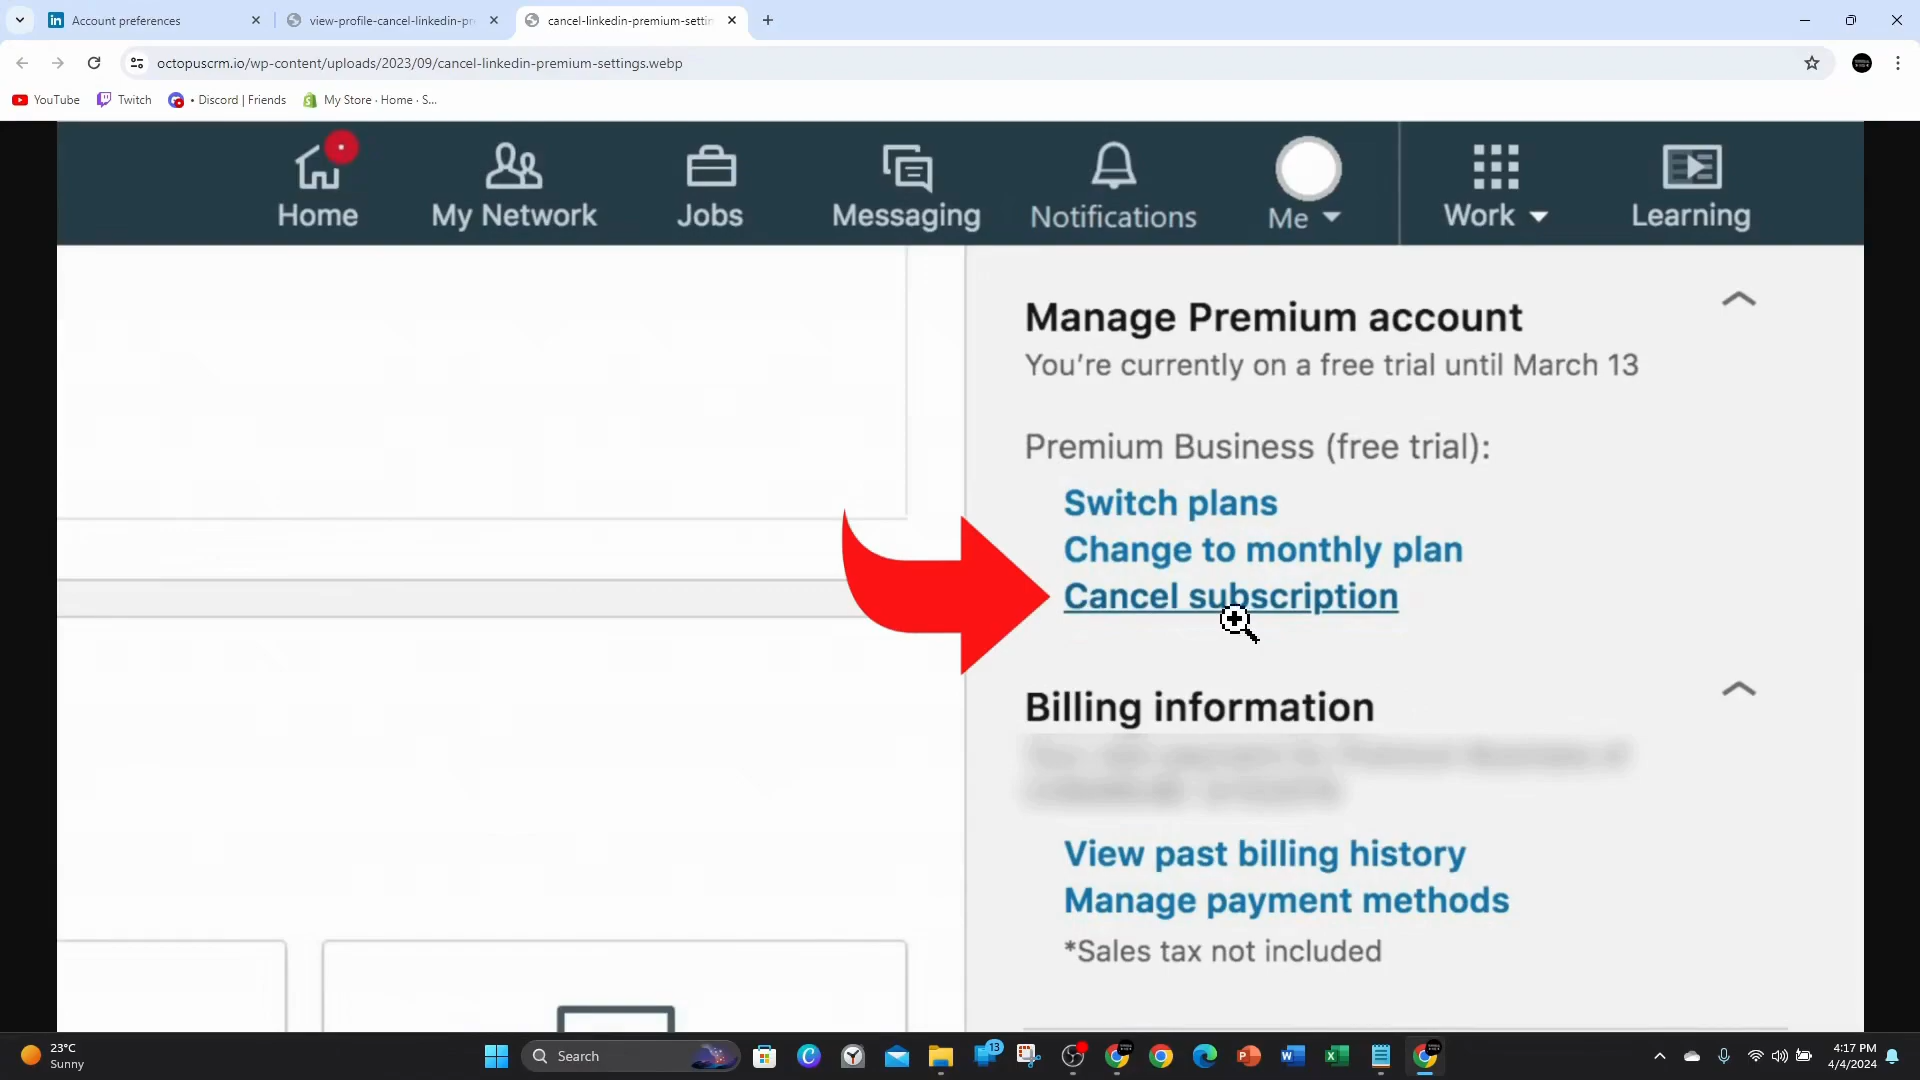 Account preferences
view-profile-cancel-linkedin-pr
cancel-linkedin-premium-settin
octopuscrm.io/wp-content/uploads/2023/09/cancel-linkedin-premium-settings.webp
YouTube
Twitch
• Discord | Friends
My Store · Home · S...
Home
My Network
Jobs
Messaging
Notifications
Me
Work
Learning
Manage Premium account
You're currently on a free trial until March 13
Premium Business (free trial):
Switch plans
Change to monthly plan
Cancel subscription
Billing information
View past billing history
Manage payment methods
*Sales tax not included
23°C
Sunny
Search
13
4:17 PM
4/4/2024